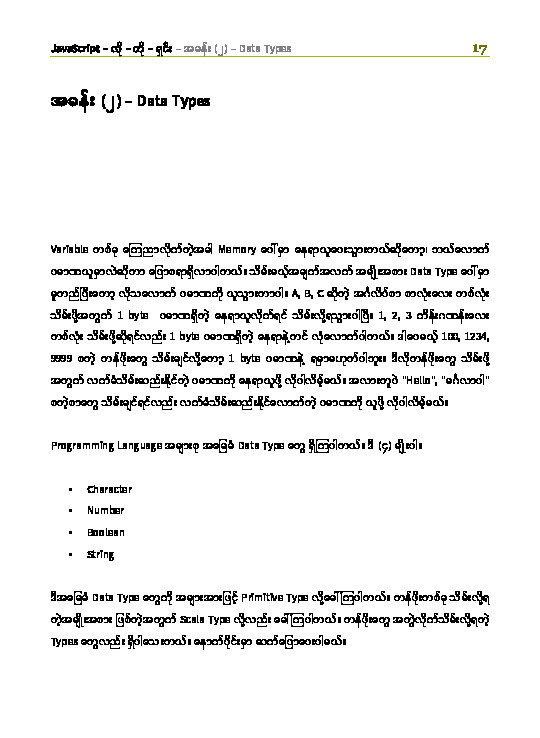 JavaScript – လို – တို – ရှင်း – အခန်း (၂) – Data Types 17
အခန်း (၂) – Data Types
Variable တစ်ခု ကြေညာလိုက်တဲ့အခါ Memory ပေါ်မှာ နေရာယူပေးသွားတယ်ဆိုတော့၊ ဘယ်လောက်
ပမာဏယူမှာလဲဆိုတာ ပြောစရာရှိလာပါတယ်။ သိမ်းမယ့်အချက်အလက် အမျိုးအစား Data Type ပေါ်မှာ
မူတည်ပြီးတော့ လိုသလောက် ပမာဏကို ယူသွားတာပါ။ A, B, C ဆိုတဲ့ အင်္ဂလိပ်စာ စာလုံးလေး တစ်လုံး
သိမ်းဖို့အတွက် 1 byte ပမာဏရှိတဲ့ နေရာယူလိုက်ရင် သိမ်းလို့ရသွားပါပြီ။ 1, 2, 3 ကိန်းဂဏန်းလေး
တစ်လုံး သိမ်းဖို့ဆိုရင်လည်း 1 byte ပမာဏရှိတဲ့ နေရာနဲ့တင် လုံလောက်ပါတယ်။ ဒါပေမယ့် 100, 1234,
9999 စတဲ့ တန်ဖိုးတွေ သိမ်းချင်လို့တော့ 1 byte ပမာဏနဲ့ ရမှာမဟုတ်ပါဘူး။ ဒီလိုတန်ဖိုးတွေ သိမ်းဖို့
အတွက် လက်ခံသိမ်းဆည်းနိုင်တဲ့ ပမာဏကို နေရာယူဖို့ လိုပါလိမ့်မယ်။ အလားတူပဲ "Hello", "မင်္ဂလာပါ"
စတဲ့စာတွေ သိမ်းချင်ရင်လည်း လက်ခံသိမ်းဆည်းနိုင်လောက်တဲ့ ပမာဏကို ယူဖို့ လိုပါလိမ့်မယ်။
Programming Language အများစု အခြေခံ Data Type တွေ ရှိကြပါတယ်။ ဒီ (၄) မျိုးပါ။
• Character
• Number
• Boolean
• String
ဒီအခြေခံ Data Type တွေကို အများအားဖြင့် Primitive Type လို့ခေါ်ကြပါတယ်။ တန်ဖိုးတစ်ခု သိမ်းလို့ရ
တဲ့အမျိုးအစား ဖြစ်တဲ့အတွက် Scala Type လို့လည်း ခေါ်ကြပါတယ်။ တန်ဖိုးတွေ အတွဲလိုက်သိမ်းလို့ရတဲ့
Types တွေလည်း ရှိပါသေးတယ်။ နောက်ပိုင်းမှာ ဆက်ပြောပေးပါမယ်။